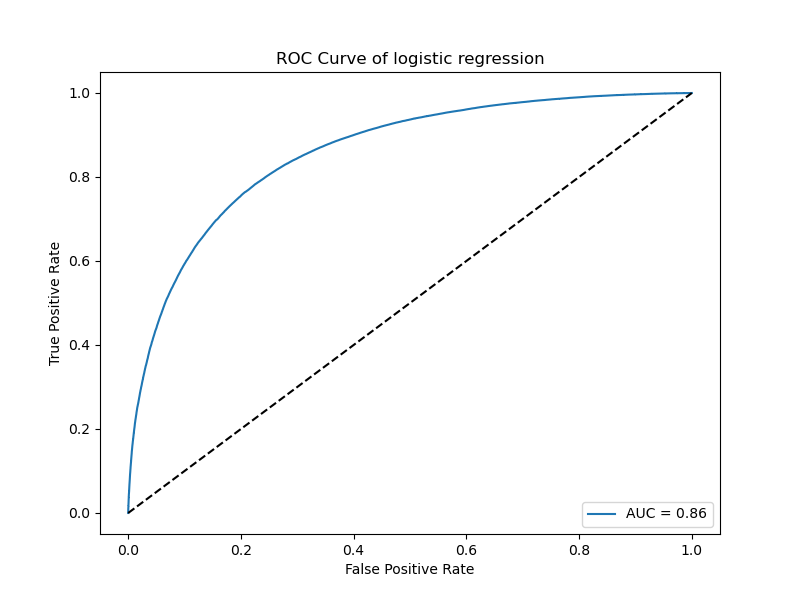 ROC Curve of logistic regression
True Positive Rate
1.0
0.8
0.6
0.4
0.2
0.0
AUC = 0.86
0.0 0.2 0.4 0.6 0.8 1.0
False Positive Rate